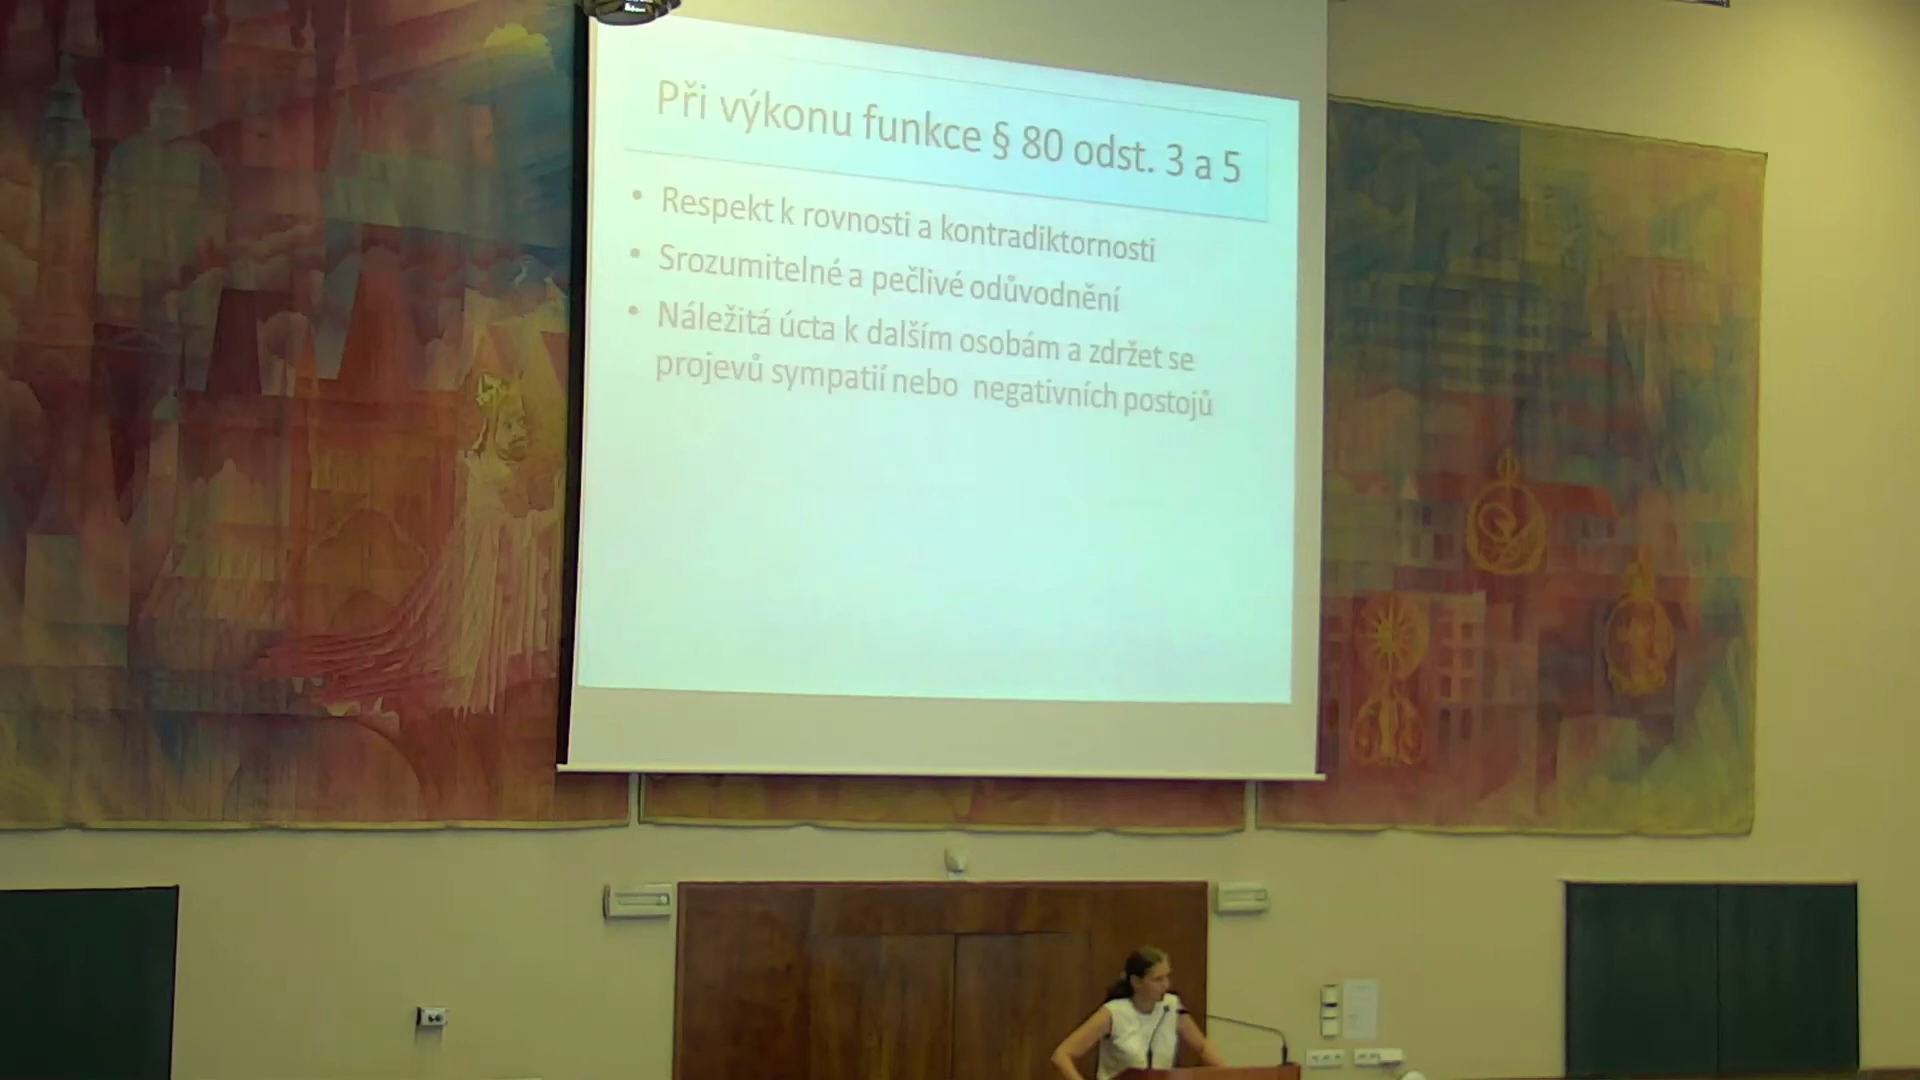 Při výkonu funkce § 80 odst. 3 a 5
• Respekt k rovnosti a kontradiktornosti
• Srozumitelné a pečlivé odůvodnění
• Náležitá úcta k dalším osobám a zdržet se
projevů sympatií nebo negativních postojů